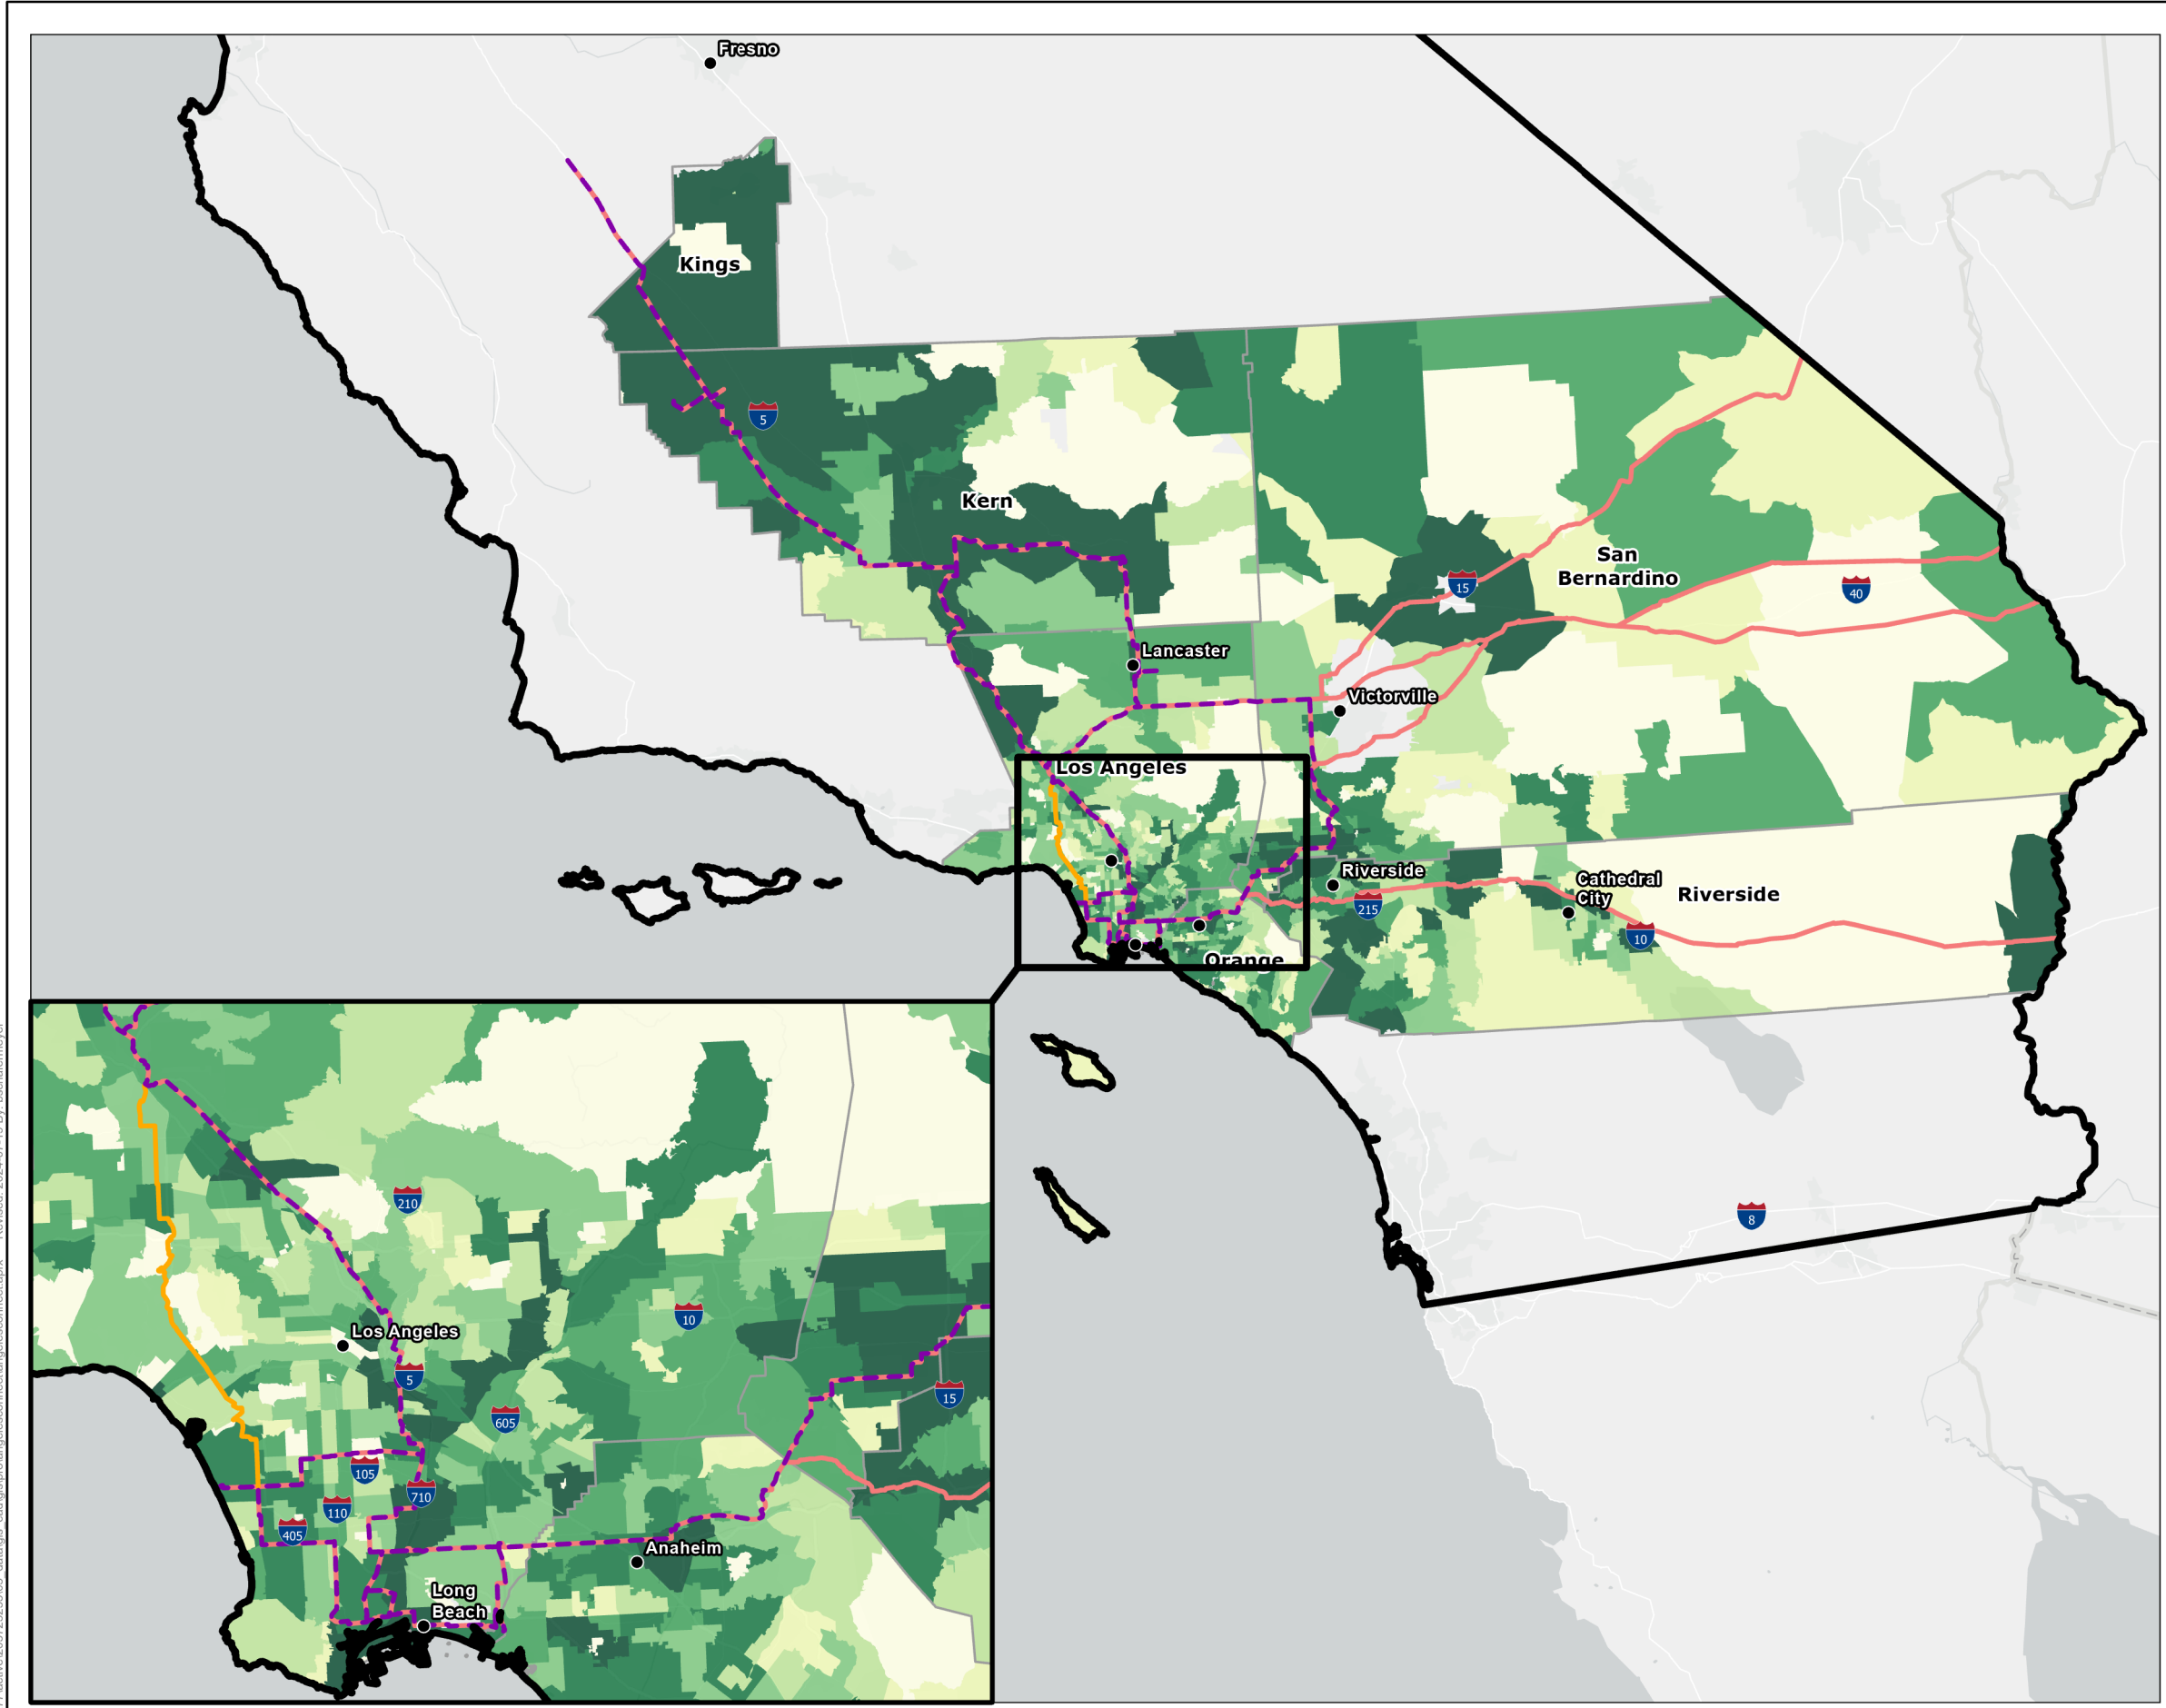 Fresno
Kings
5
Kern
San
Bernardino
15
40
Lancaster
Victorville
Los Angeles
Riverside
Cathedral
City
Riverside
215
10
Orange
210
10
Los Angeles
5
15
605
105
710
110
405
Anaheim
Long
Beach
8